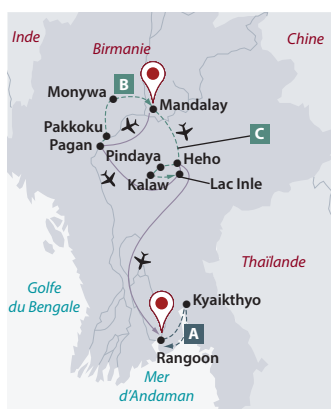 Inde
Chine
Birmanie
B
Monywa
Mandalay
Pakkoku
C
Pagan
Pindaya
Heho
Kalaw
Lac Inle
Thaïlande
Golfe
du Bengale
Kyaikthyo
A
Rangoon
Mer
d'Andaman